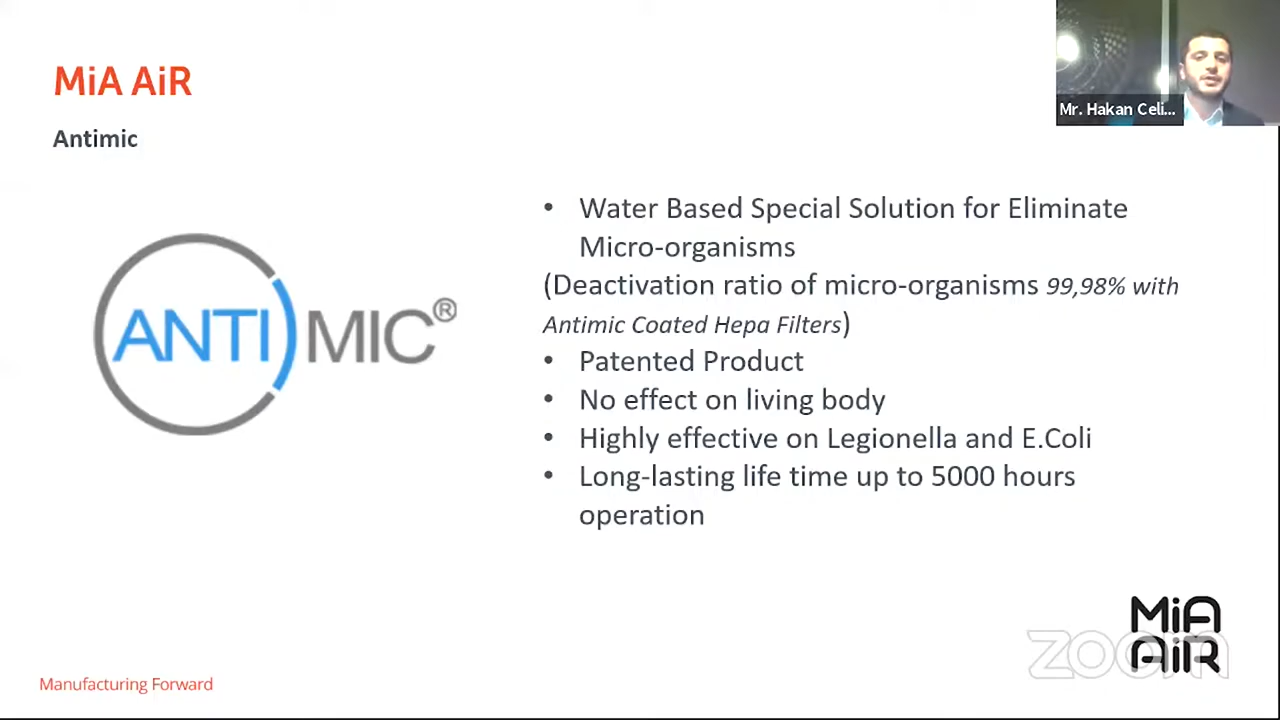 MiA AiR
Mr. Hakan Celi...
Antimic
ANTI MIC®
• Water Based Special Solution for Eliminate
Micro-organisms
(Deactivation ratio of micro-organisms 99,98% with
Antimic Coated Hepa Filters)
• Patented Product
• No effect on living body
• Highly effective on Legionella and E.Coli
• Long-lasting life time up to 5000 hours
operation
MiA
AiR
zoom
Manufacturing Forward